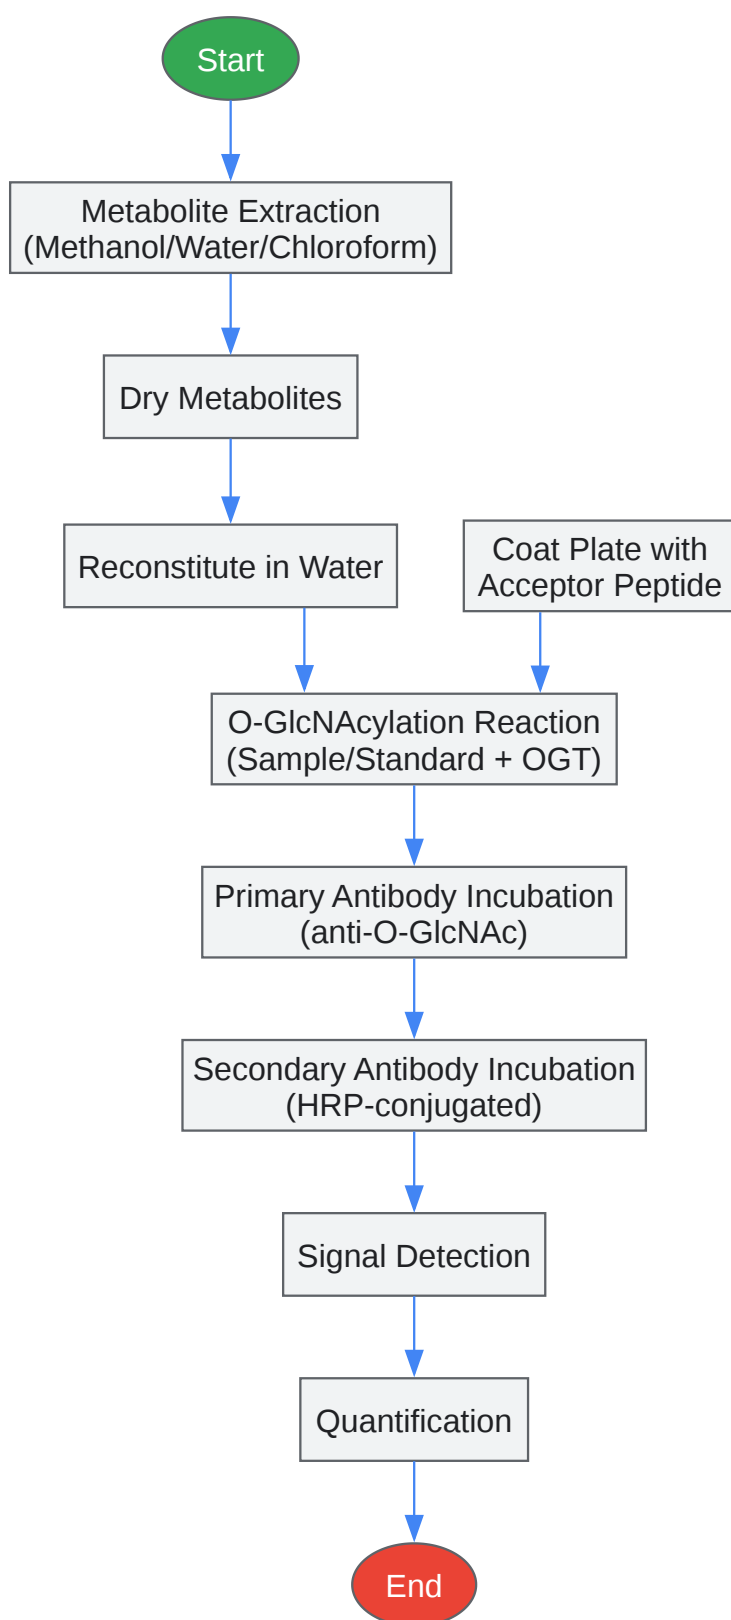 Start
Metabolite Extraction
(Methanol/Water/Chloroform)
Dry Metabolites
Reconstitute in Water
Coat Plate with
Acceptor Peptide
O-GlcNAcylation Reaction
(Sample/Standard + OGT)
Primary Antibody Incubation
(anti-O-GlcNAc)
Secondary Antibody Incubation
(HRP-conjugated)
Signal Detection
Quantification
End